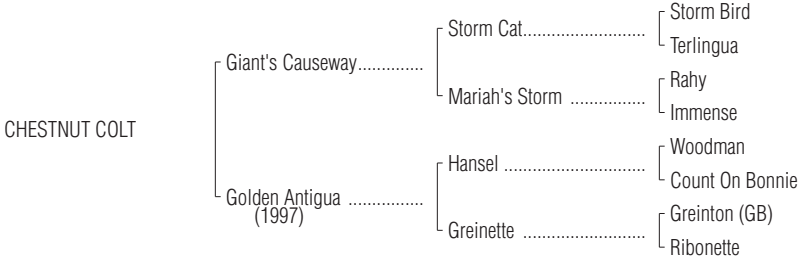 Storm Bird
Storm Cat..........................
Terlingua
Giant's Causeway..............
Rahy
Mariah's Storm ................
Immense
CHESTNUT COLT
Woodman
Hansel ..............................
Count On Bonnie
Golden Antigua ................
(1997)
Greinton (GB)
Greinette ..........................
Ribonette